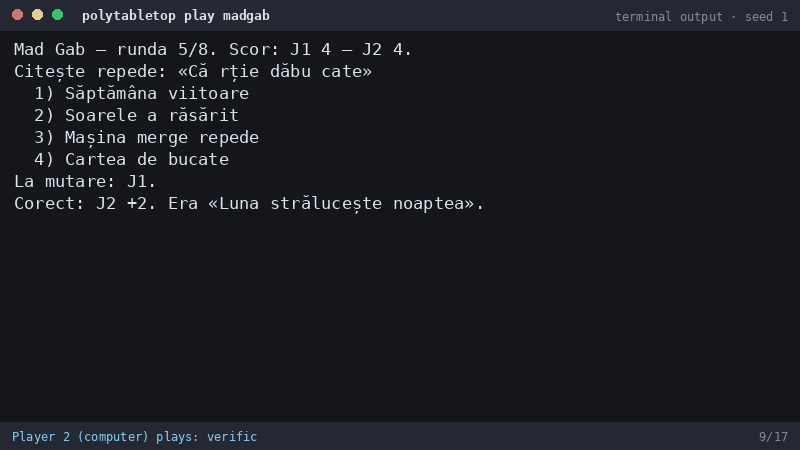 polytabletop play madgab
terminal output · seed 1
Mad Gab — runda 5/8. Scor: J1 4 — J2 4.
Citește repede: «Că rție dăbu cate»
1) Săptămâna viitoare
2) Soarele a răsărit
3) Mașina merge repede
4) Cartea de bucate
La mutare: J1.
Corect: J2 +2. Era «Luna strălucește noaptea».
Player 2 (computer) plays: verific
9/17